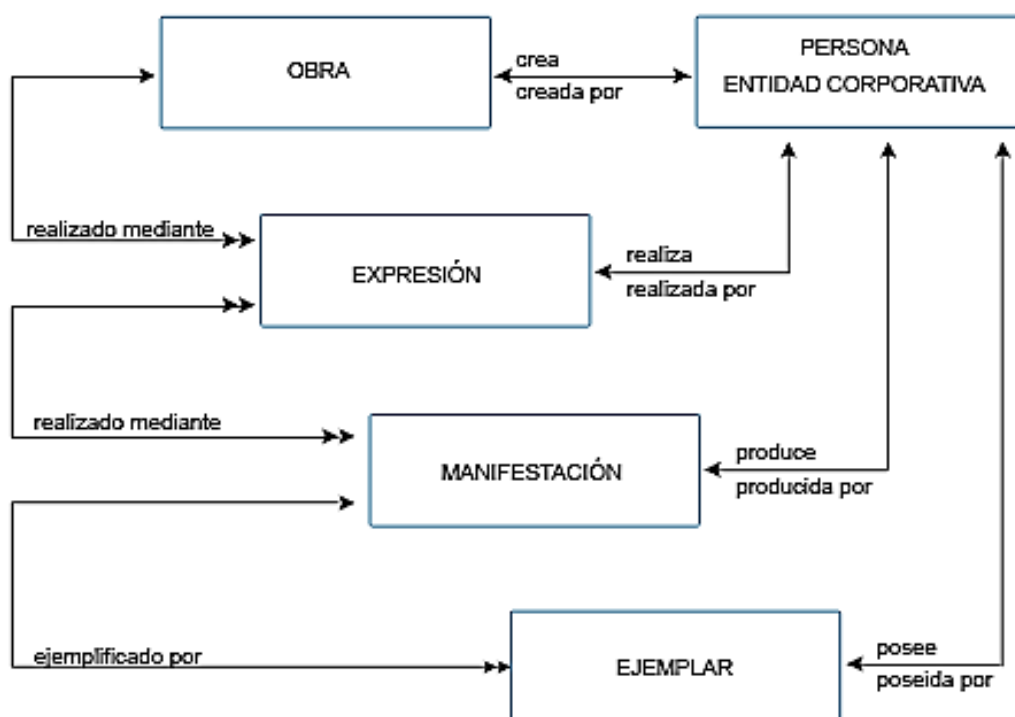 OBRA
crea
creada por
PERSONA
ENTIDAD CORPORATIVA
realizado mediante
EXPRESIÓN
realiza
realizada por
realizado mediante
MANIFESTACIÓN
produce
producida por
ejemplificado por
EJEMPLAR
posee
poseida por